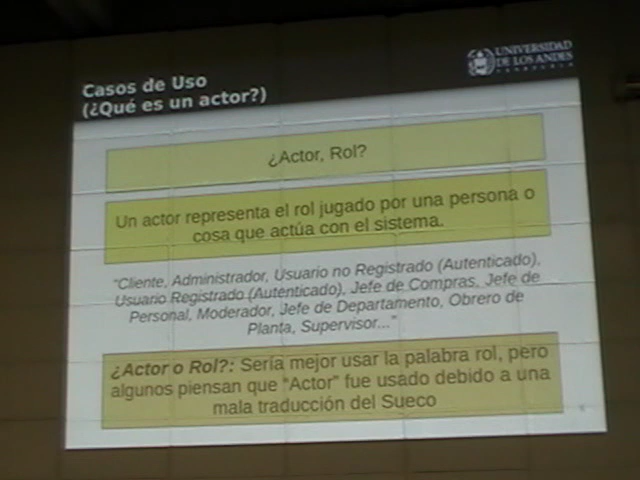 Casos de Uso
(¿Qué es un actor?)
UNIVERSIDAD
DE LOS ANDES
VENEZUELA
¿Actor, Rol?
Un actor representa el rol jugado por una persona o
cosa que actúa con el sistema.
“Cliente, Administrador, Usuario no Registrado (Autenticado),
Usuario Registrado (Autenticado), Jefe de Compras, Jefe de
Personal, Moderador, Jefe de Departamento, Obrero de
Planta, Supervisor...”
¿Actor o Rol?: Sería mejor usar la palabra rol, pero
algunos piensan que “Actor” fue usado debido a una
mala traducción del Sueco